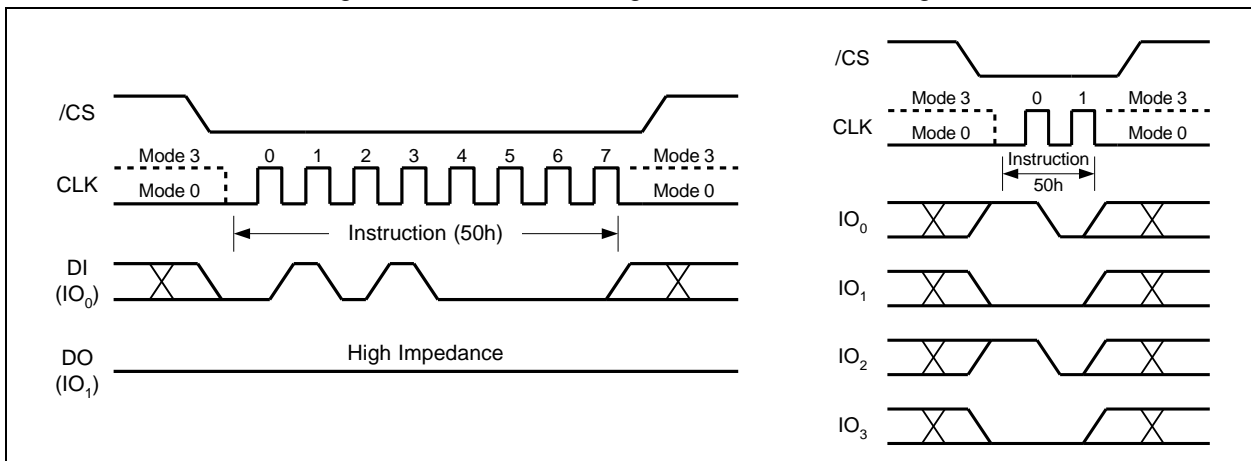 /CS
Mode 3 0 1 2 3 4 5 6 7 Mode 3
CLK
Mode 0 Mode 0
Instruction (50h)
DI
(IO₀)
High Impedance
DO
(IO₁)
/CS
Mode 3 0 1 Mode 3
CLK
Mode 0 Mode 0
Instruction
50h
IO₀
IO₁
IO₂
IO₃